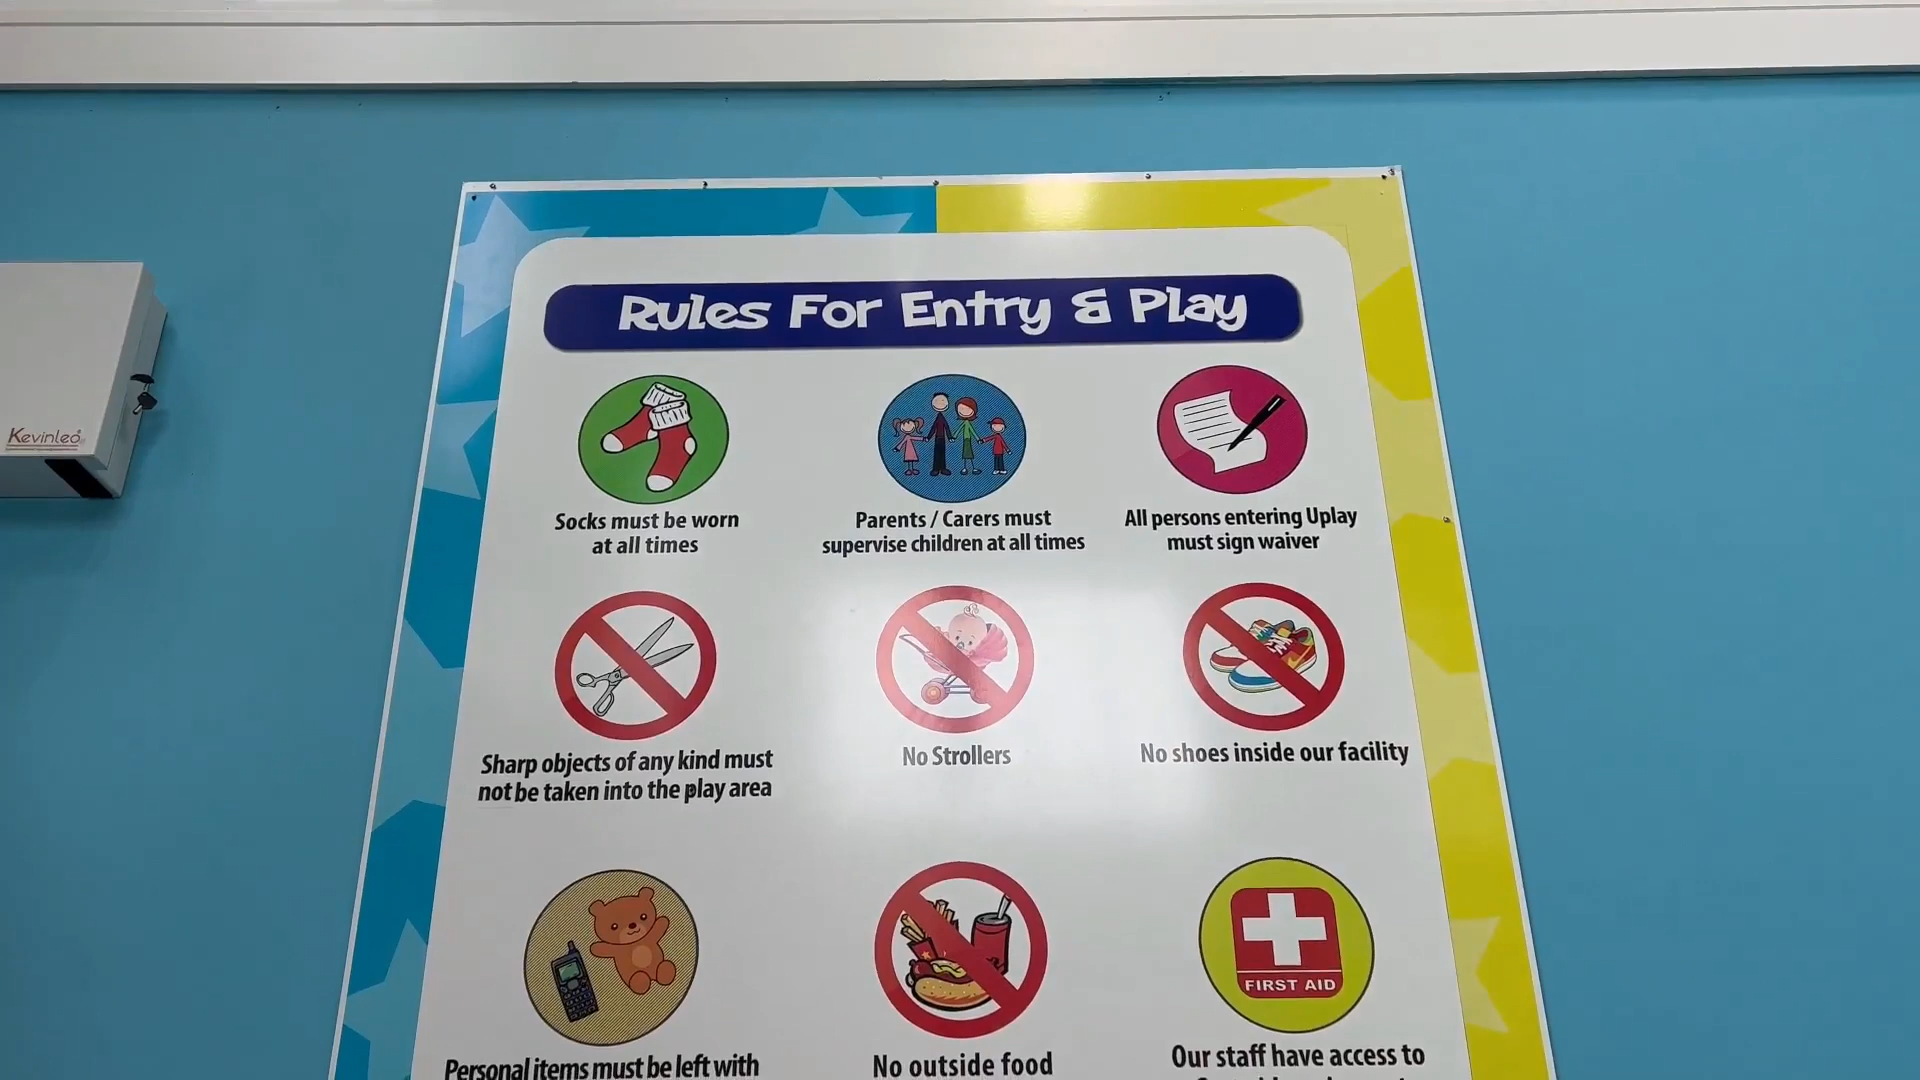 Rules For Entry & Play
Kevinleo
Socks must be worn
at all times
Parents / Carers must
supervise children at all times
All persons entering Uplay
must sign waiver
Sharp objects of any kind must
not be taken into the play area
No Strollers
No shoes inside our facility
FIRST AID
Personal items must be left with
No outside food
Our staff have access to